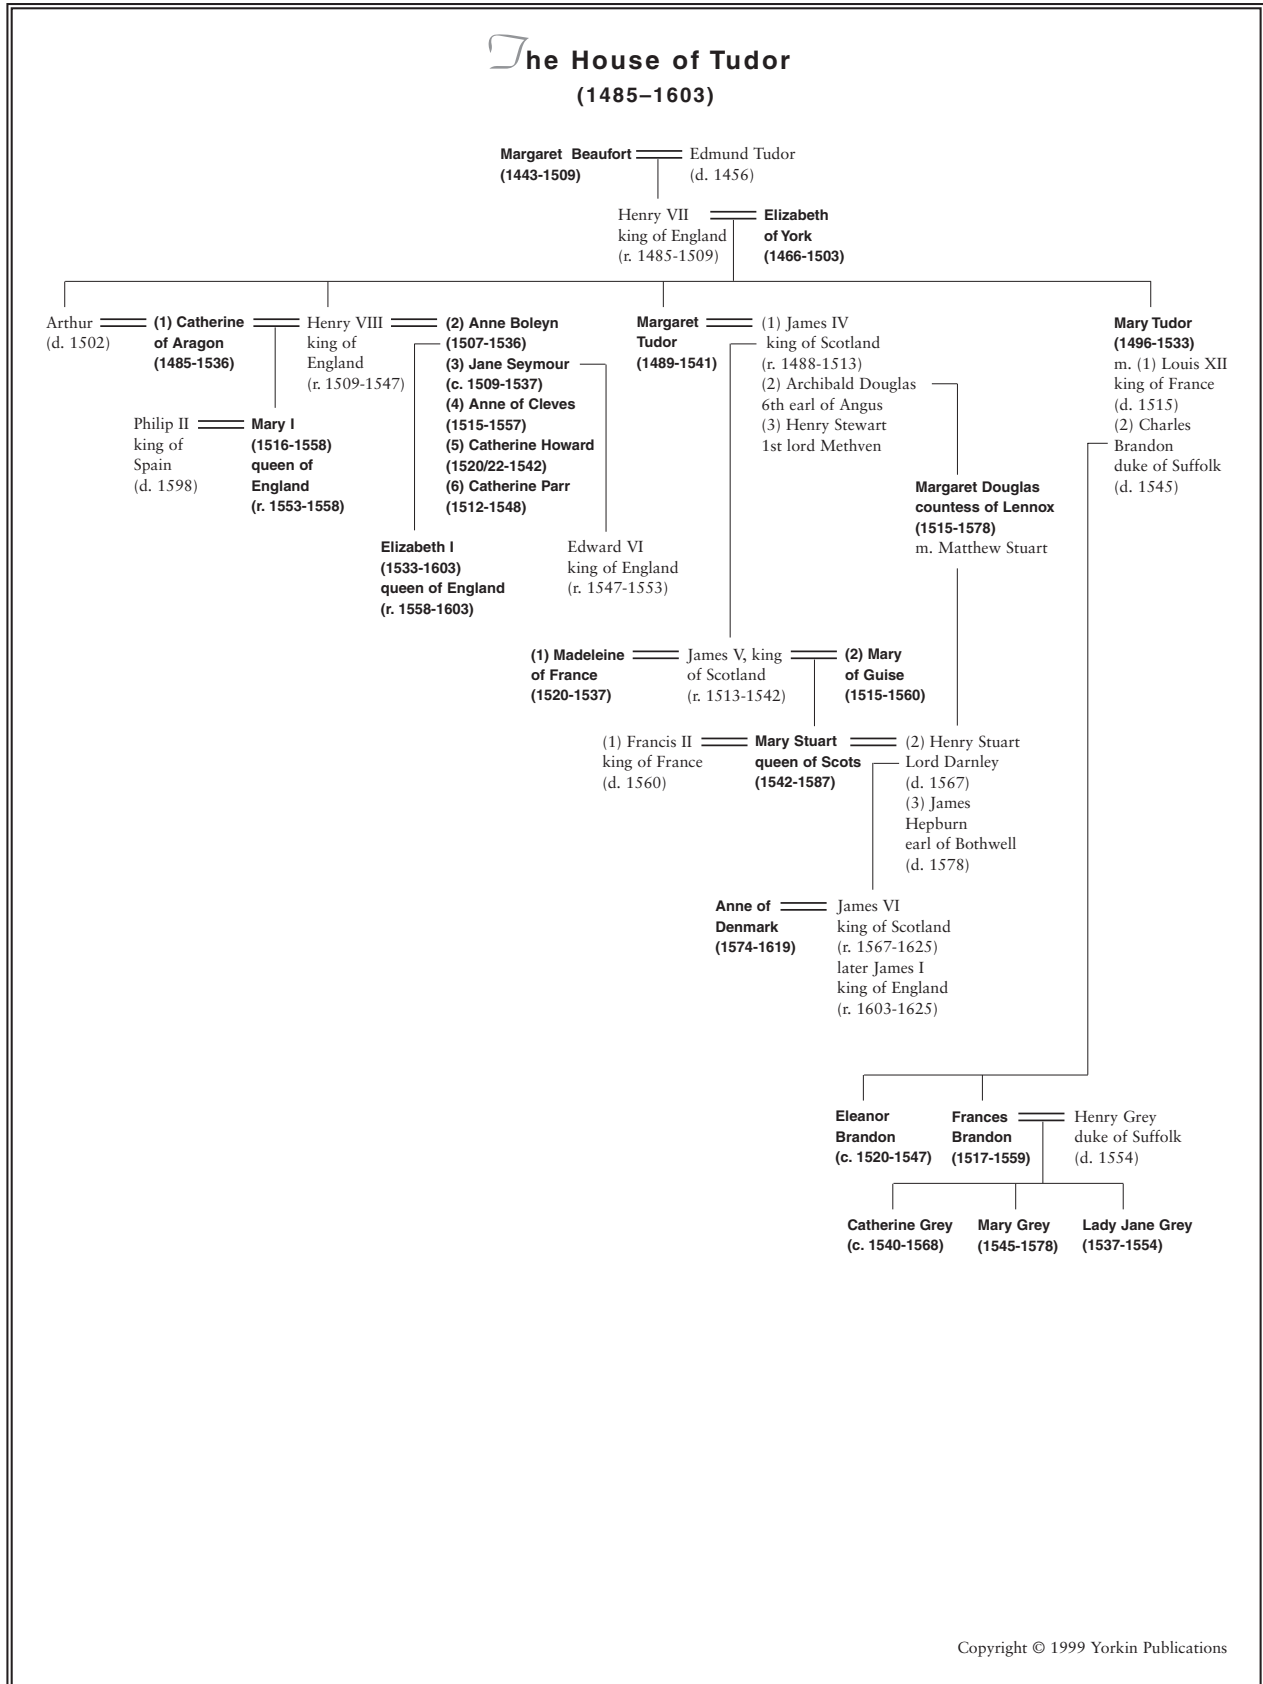 The House of Tudor
(1485–1603)
Margaret Beaufort
(1443-1509)
Edmund Tudor
(d. 1456)
Henry VII
king of England
(r. 1485-1509)
Elizabeth
of York
(1466-1503)
Arthur
(d. 1502)
(1) Catherine
of Aragon
(1485-1536)
Henry VIII
king of
England
(r. 1509-1547)
(2) Anne Boleyn
(1507-1536)
(3) Jane Seymour
(c. 1509-1537)
(4) Anne of Cleves
(1515-1557)
(5) Catherine Howard
(1520/22-1542)
(6) Catherine Parr
(1512-1548)
Margaret
Tudor
(1489-1541)
(1) James IV
king of Scotland
(r. 1488-1513)
(2) Archibald Douglas
6th earl of Angus
(3) Henry Stewart
1st lord Methven
Mary Tudor
(1496-1533)
m. (1) Louis XII
king of France
(d. 1515)
(2) Charles
Brandon
duke of Suffolk
(d. 1545)
Philip II
king of
Spain
(d. 1598)
Mary I
(1516-1558)
queen of
England
(r. 1553-1558)
Margaret Douglas
countess of Lennox
(1515-1578)
m. Matthew Stuart
Elizabeth I
(1533-1603)
queen of England
(r. 1558-1603)
Edward VI
king of England
(r. 1547-1553)
(1) Madeleine
of France
(1520-1537)
James V, king
of Scotland
(r. 1513-1542)
(2) Mary
of Guise
(1515-1560)
(1) Francis II
king of France
(d. 1560)
Mary Stuart
queen of Scots
(1542-1587)
(2) Henry Stuart
Lord Darnley
(d. 1567)
(3) James
Hepburn
earl of Bothwell
(d. 1578)
Anne of
Denmark
(1574-1619)
James VI
king of Scotland
(r. 1567-1625)
later James I
king of England
(r. 1603-1625)
Eleanor
Brandon
(c. 1520-1547)
Frances
Brandon
(1517-1559)
Henry Grey
duke of Suffolk
(d. 1554)
Catherine Grey
(c. 1540-1568)
Mary Grey
(1545-1578)
Lady Jane Grey
(1537-1554)
Copyright © 1999 Yorkin Publications